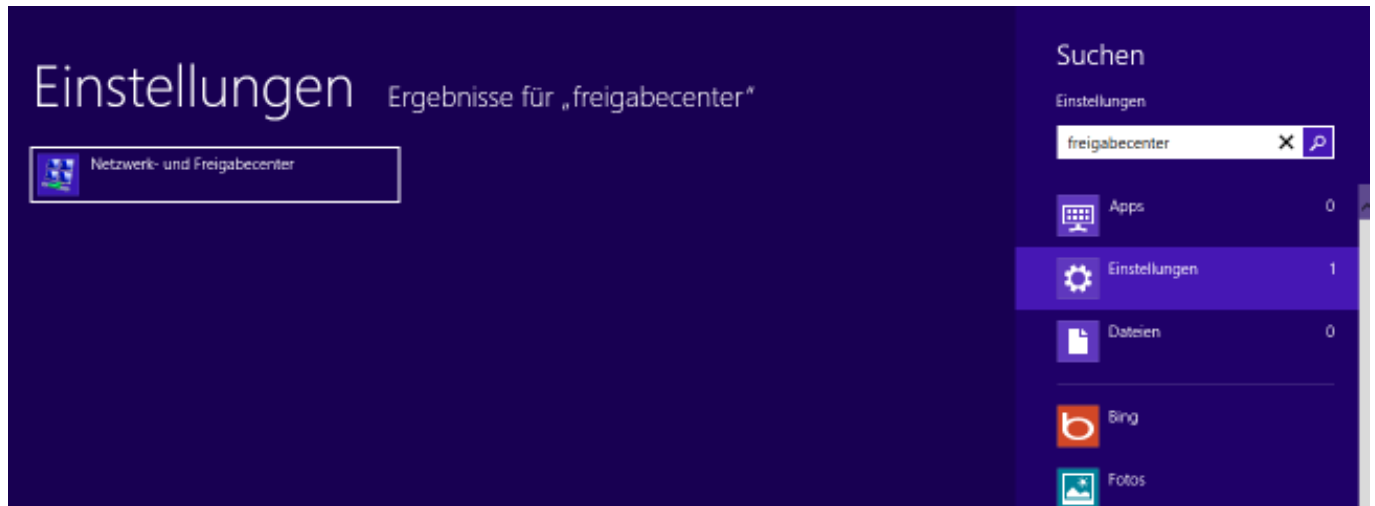 Einstellungen Ergebnisse für „freigabecenter“
Netzwerk- und Freigabecenter
Suchen
Einstellungen
freigabecenter
Apps 0
Einstellungen 1
Dateien 0
Bing
Fotos